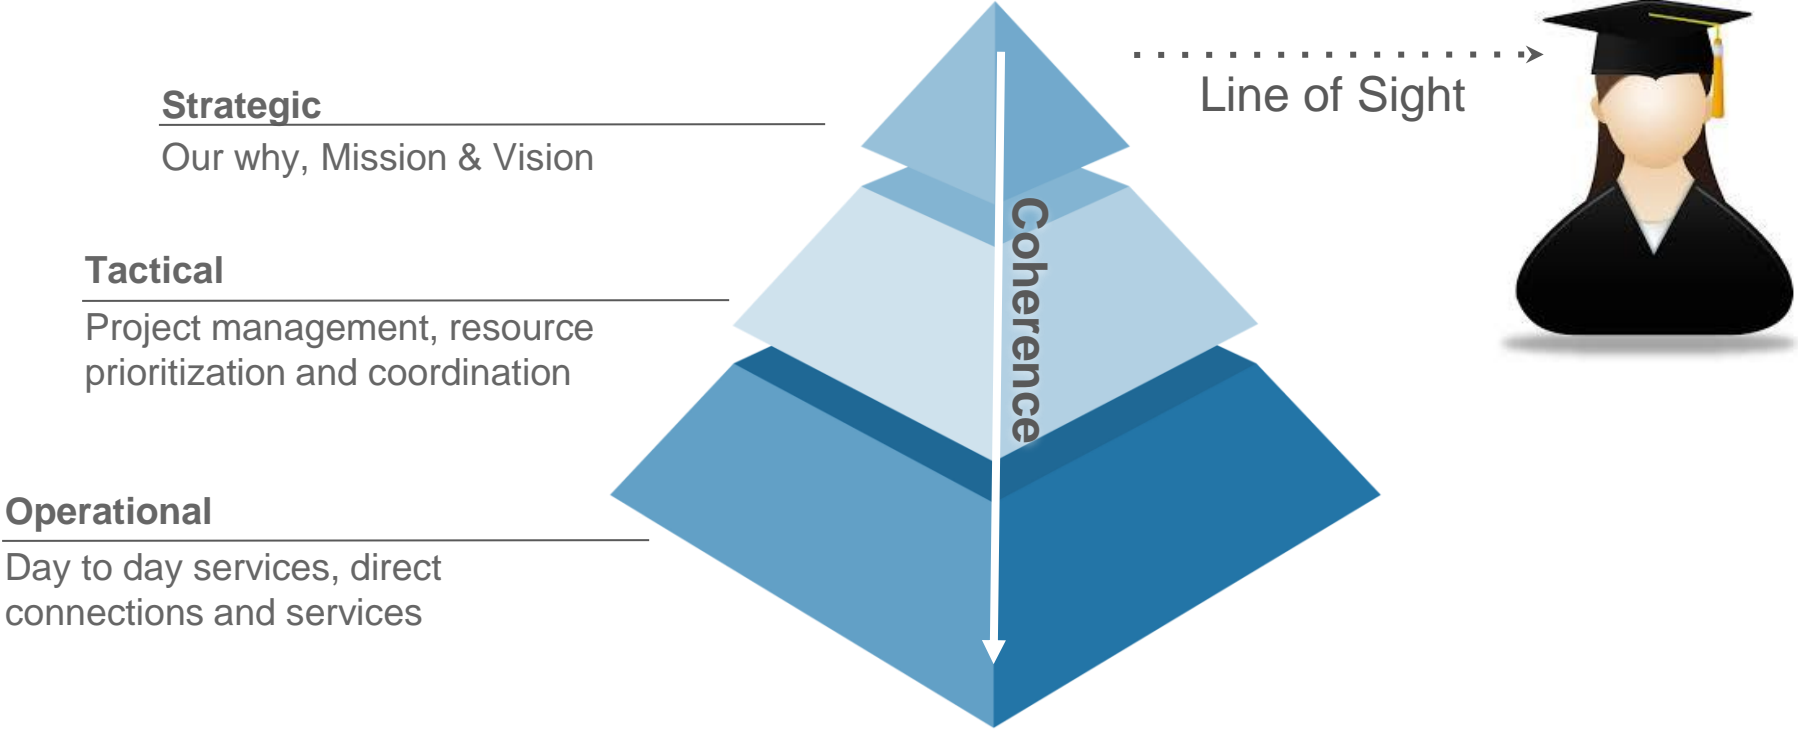 Strategic
Our why, Mission & Vision
Line of Sight
Tactical
Project management, resource
prioritization and coordination
Coherence
Operational
Day to day services, direct
connections and services